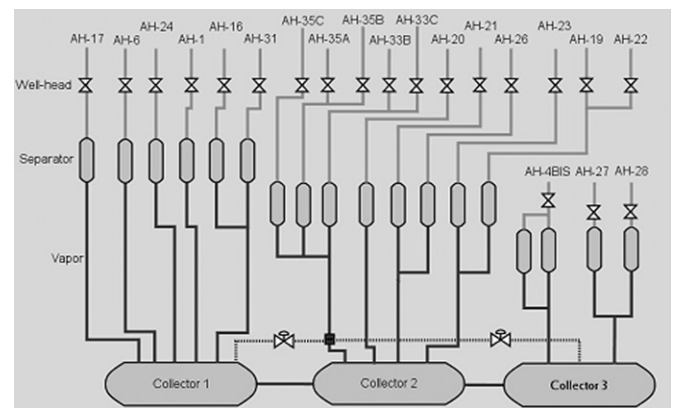 AH-17
AH-6
AH-24
AH-1
AH-16
AH-31
AH-35C
AH-35A
AH-35B
AH-33B
AH-33C
AH-20
AH-21
AH-26
AH-23
AH-19
AH-22
Well-head
Separator
AH-4BIS
AH-27
AH-28
Vapor
Collector 1
Collector 2
Collector 3